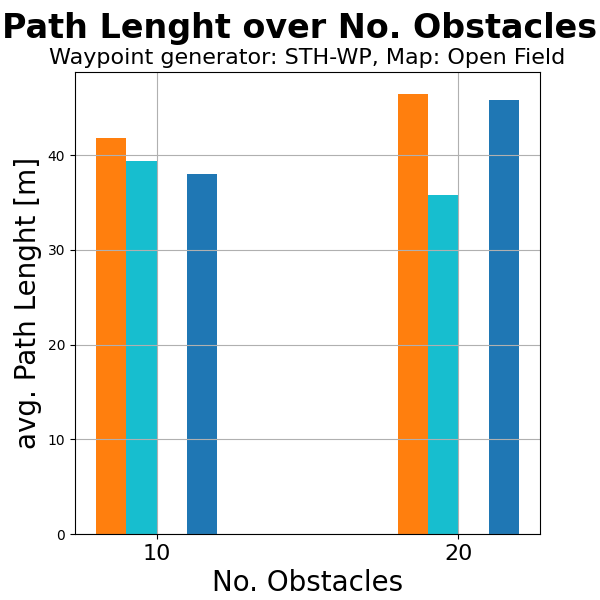 Path Lenght over No. Obstacles
Waypoint generator: STH-WP, Map: Open Field
avg. Path Lenght [m]
40
30
20
10
0
10 20
No. Obstacles